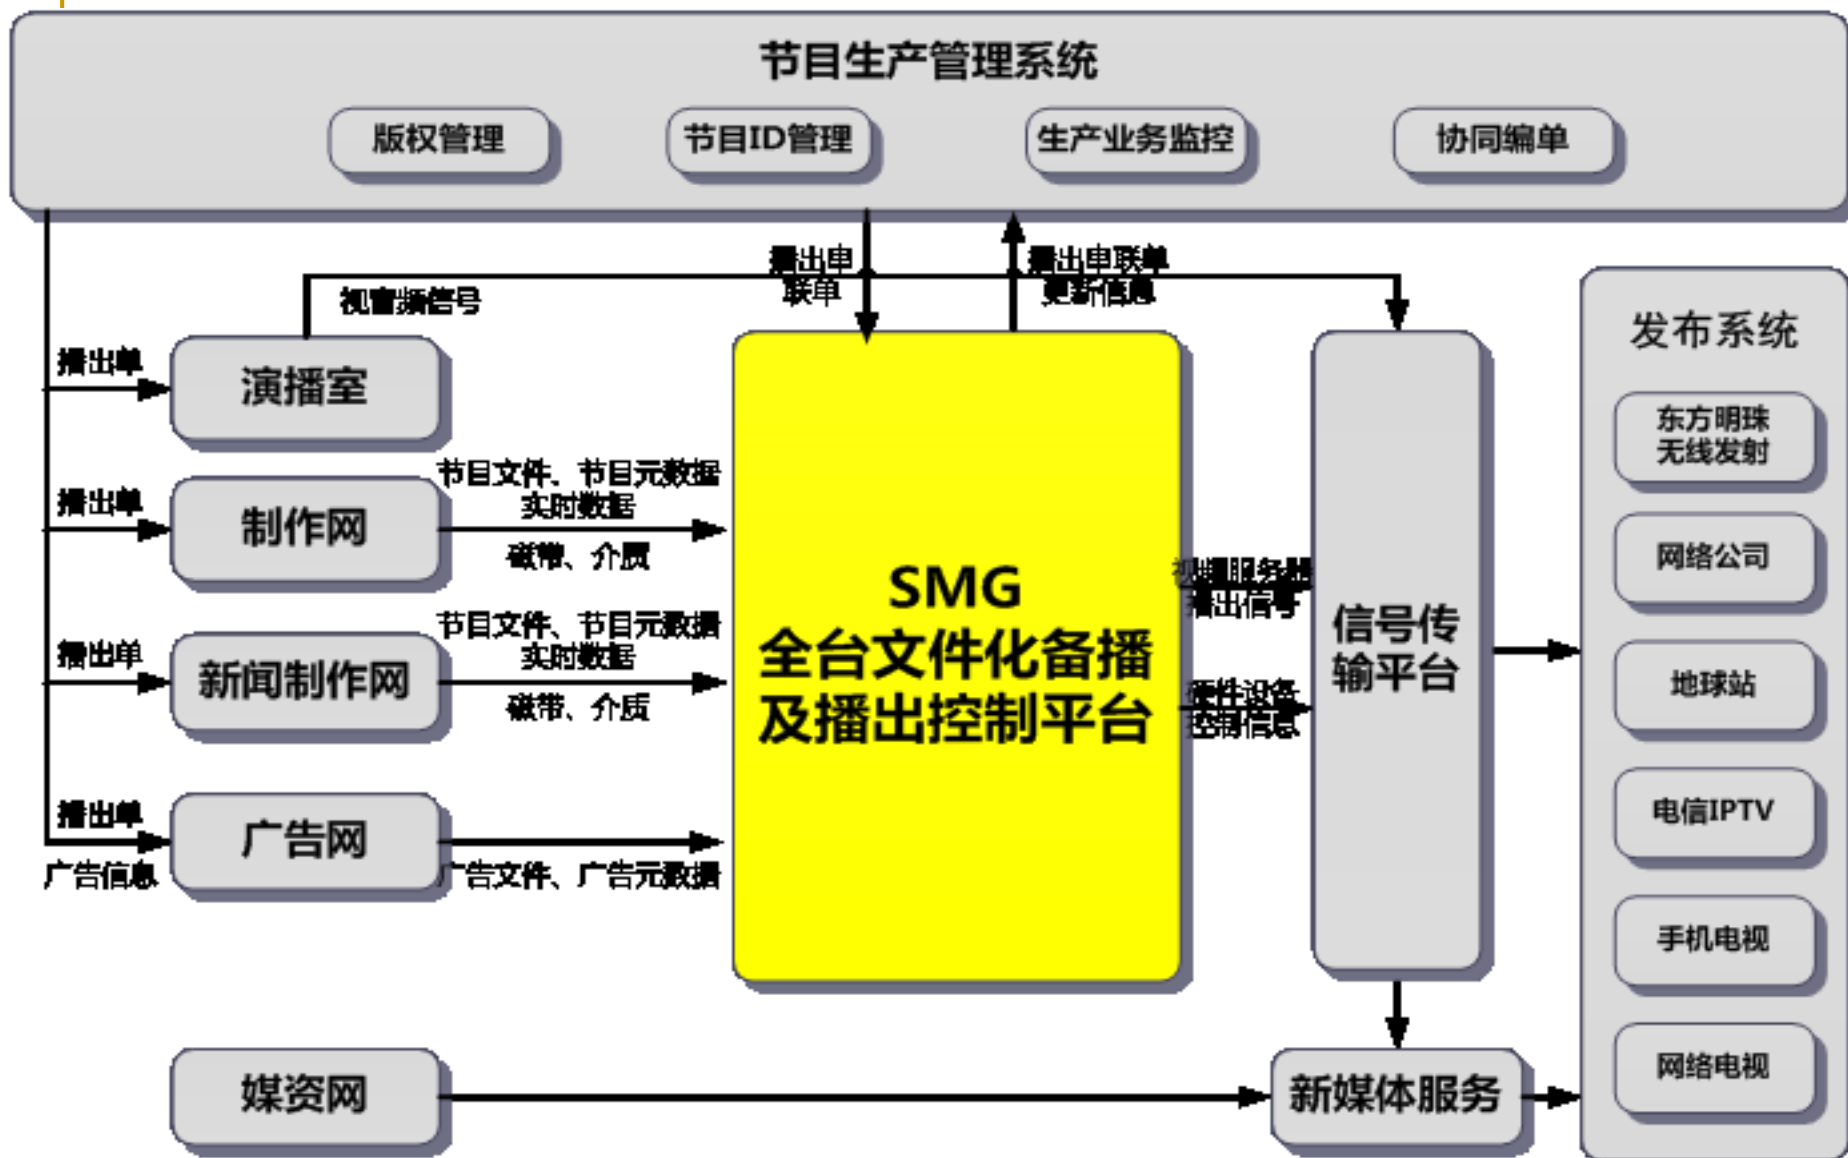 节目生产管理系统
版权管理
节目ID管理
生产业务监控
协同编单
播出串
联单
播出串联单
更新信息
视音频信号
播出单
演播室
播出单
制作网
节目文件、节目元数据
实时数据
磁带、介质
播出单
新闻制作网
节目文件、节目元数据
实时数据
磁带、介质
播出单
广告信息
广告网
广告文件、广告元数据
SMG
全台文件化备播
及播出控制平台
视频服务器
播出信号
硬件设备
控制信息
信号传
输平台
媒资网
新媒体服务
发布系统
东方明珠
无线发射
网络公司
地球站
电信IPTV
手机电视
网络电视